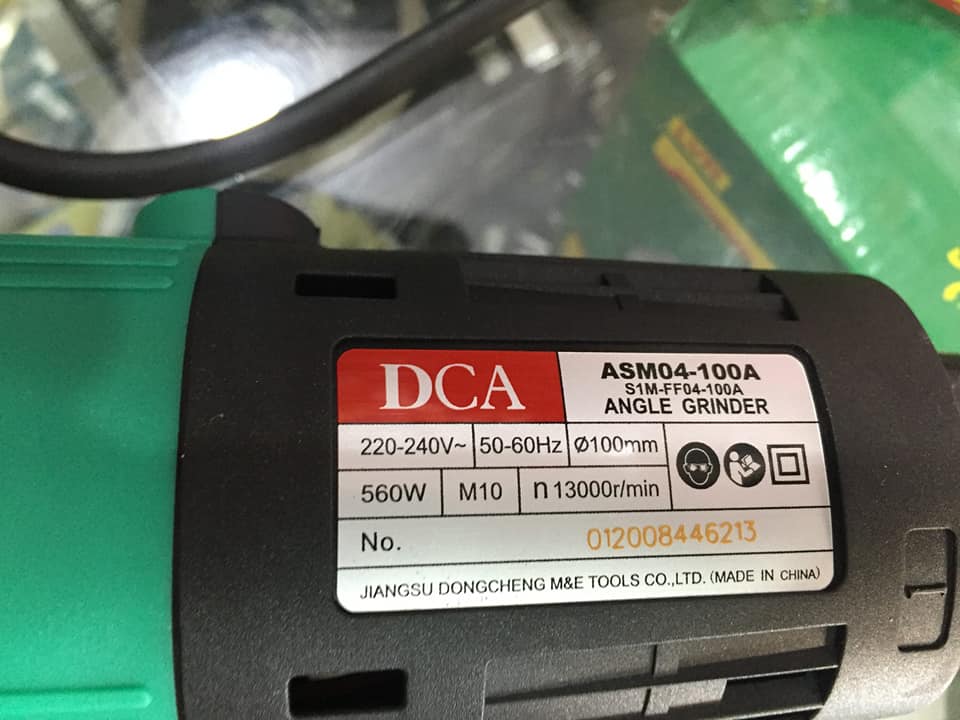 DCA
ASM04-100A
S1M-FF04-100A
ANGLE GRINDER
220-240V~ 50-60Hz Ø100mm
560W M10 n 13000r/min
No. 012008446213
JIANGSU DONGCHENG M&E TOOLS CO.,LTD. (MADE IN CHINA)
1